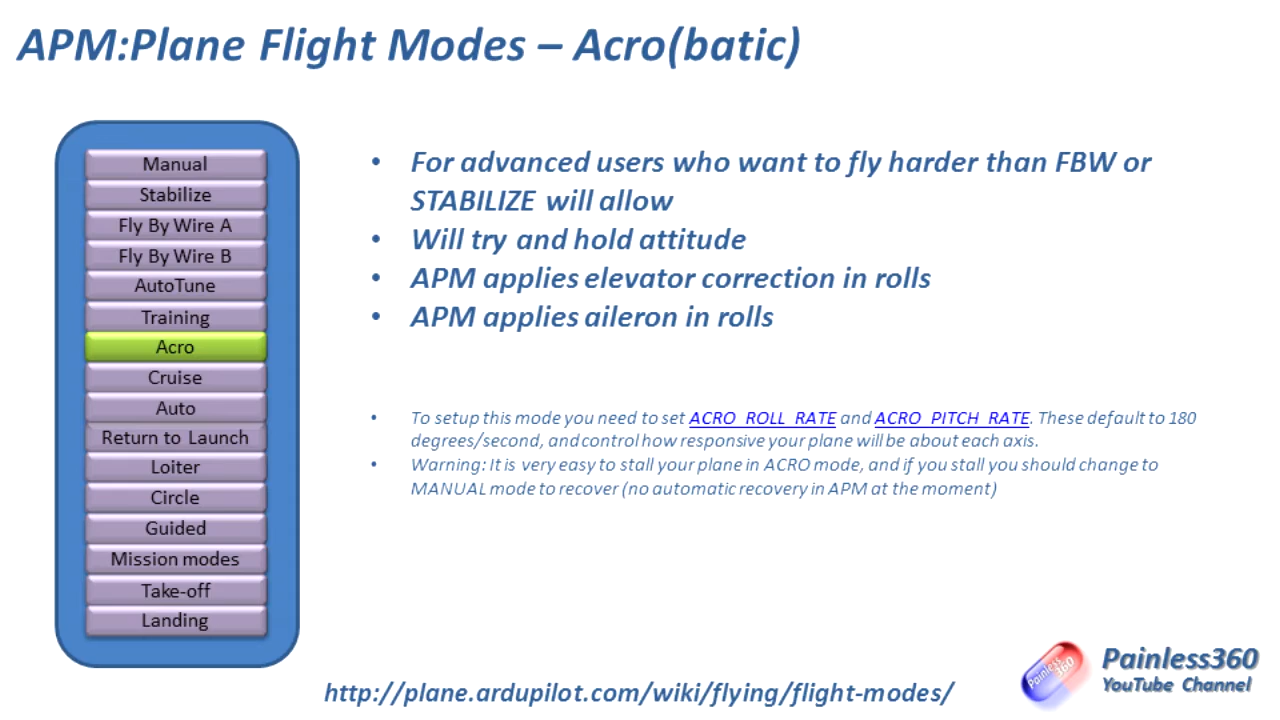 APM:Plane Flight Modes – Acro(batic)
Manual
Stabilize
Fly By Wire A
Fly By Wire B
AutoTune
Training
Acro
Cruise
Auto
Return to Launch
Loiter
Circle
Guided
Mission modes
Take-off
Landing
• For advanced users who want to fly harder than FBW or
STABILIZE will allow
• Will try and hold attitude
• APM applies elevator correction in rolls
• APM applies aileron in rolls
• To setup this mode you need to set ACRO_ROLL_RATE and ACRO_PITCH_RATE. These default to 180
degrees/second, and control how responsive your plane will be about each axis.
• Warning: It is very easy to stall your plane in ACRO mode, and if you stall you should change to
MANUAL mode to recover (no automatic recovery in APM at the moment)
http://plane.ardupilot.com/wiki/flying/flight-modes/
Painless
360
Painless360
YouTube Channel